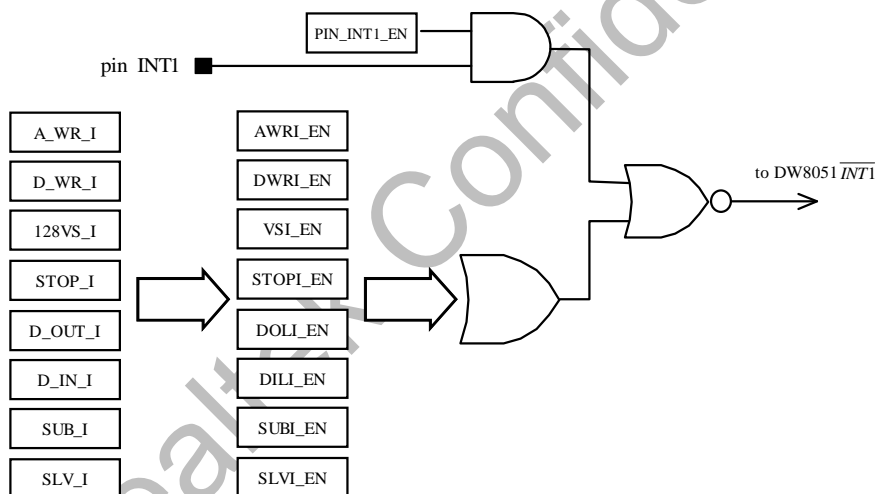 PIN_INT1_EN
pin INT1
A_WR_I
AWRI_EN
D_WR_I
DWRI_EN
to DW8051 INT1
128VS_I
VSI_EN
STOP_I
STOPI_EN
D_OUT_I
DOLI_EN
D_IN_I
DILI_EN
SUB_I
SUBI_EN
SLV_I
SLVI_EN